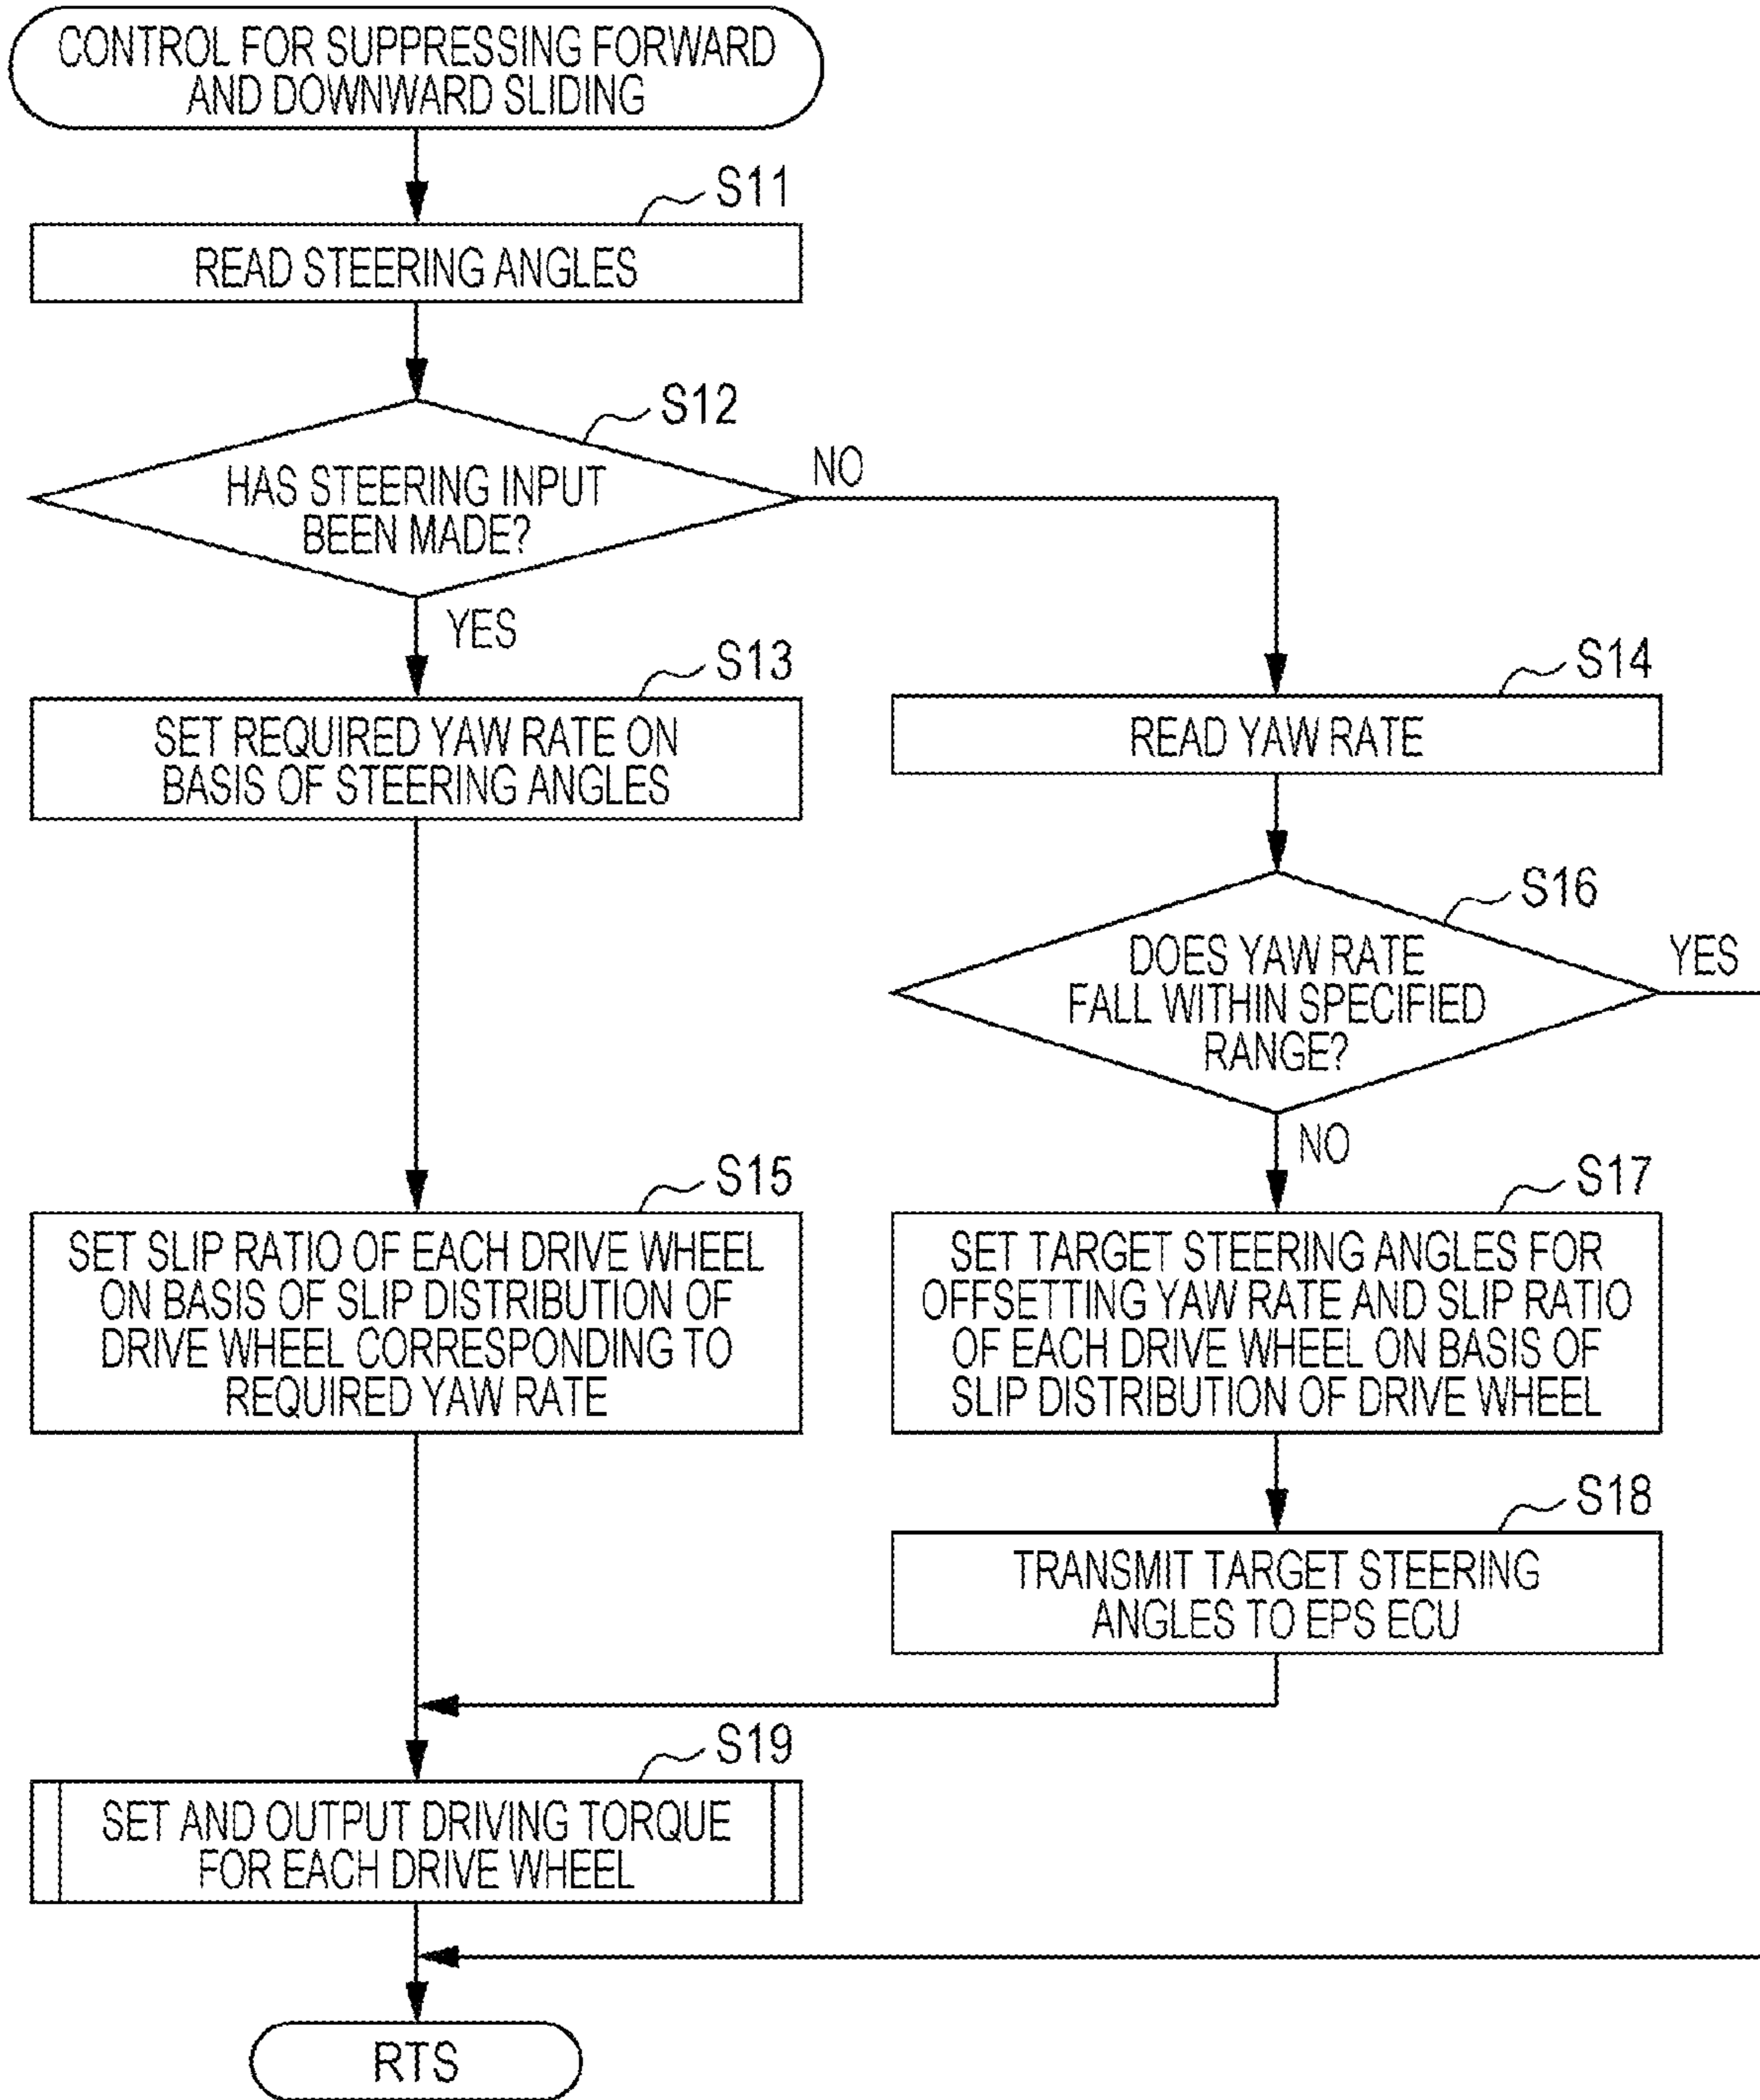 CONTROL FOR SUPPRESSING FORWARD
AND DOWNWARD SLIDING
S11
READ STEERING ANGLES
S12
HAS STEERING INPUT
BEEN MADE?
NO
YES
S13
SET REQUIRED YAW RATE ON
BASIS OF STEERING ANGLES
S14
READ YAW RATE
S16
DOES YAW RATE
FALL WITHIN SPECIFIED
RANGE?
YES
NO
S15
SET SLIP RATIO OF EACH DRIVE WHEEL
ON BASIS OF SLIP DISTRIBUTION OF
DRIVE WHEEL CORRESPONDING TO
REQUIRED YAW RATE
S17
SET TARGET STEERING ANGLES FOR
OFFSETTING YAW RATE AND SLIP RATIO
OF EACH DRIVE WHEEL ON BASIS OF
SLIP DISTRIBUTION OF DRIVE WHEEL
S18
TRANSMIT TARGET STEERING
ANGLES TO EPS ECU
S19
SET AND OUTPUT DRIVING TORQUE
FOR EACH DRIVE WHEEL
RTS